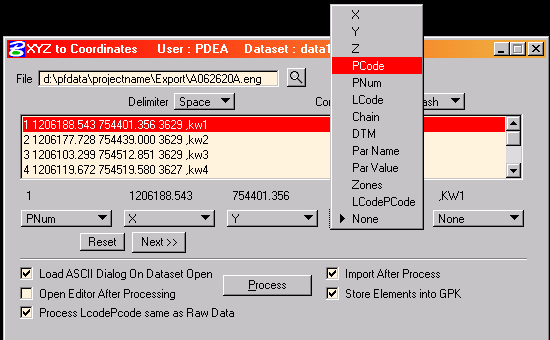 XYZ to Coordinates User : PDEA Dataset : data1
File d:\pfdata\projectname\Export\A062620A.eng
Delimiter Space
1 1206188.543 754401.356 3629 ,kw1
2 1206177.728 754439.000 3629 ,kw2
3 1206103.299 754512.851 3629 ,kw3
4 1206119.672 754519.580 3627 ,kw4
1 1206188.543 754401.356 ,KW1
PNum X Y None
Reset Next >>
Load ASCII Dialog On Dataset Open
Open Editor After Processing
Process LcodePcode same as Raw Data
Process
Import After Process
Store Elements into GPK
X
Y
Z
PCode
PNum
LCode
Chain
DTM
Par Name
Par Value
Zones
LCodePCode
None